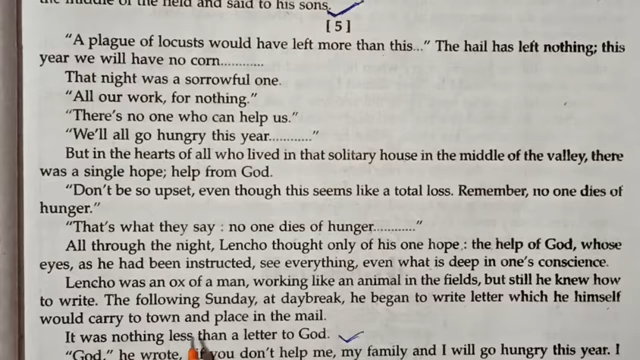 the middle of the field and said to his sons.
[ 5 ]
“A plague of locusts would have left more than this...” The hail has left nothing; this
year we will have no corn............
That night was a sorrowful one.
“All our work, for nothing.”
“There’s no one who can help us.”
“We’ll all go hungry this year............”
But in the hearts of all who lived in that solitary house in the middle of the valley, there
was a single hope; help from God.
“Don’t be so upset, even though this seems like a total loss. Remember, no one dies of
hunger.”
“That’s what they say : no one dies of hunger............”
All through the night, Lencho thought only of his one hope : the help of God, whose
eyes, as he had been instructed, see everything, even what is deep in one’s conscience.
Lencho was an ox of a man, working like an animal in the fields, but still he knew how
to write. The following Sunday, at daybreak, he began to write letter which he himself
would carry to town and place in the mail.
It was nothing less than a letter to God.
“God,” he wrote, if you don’t help me, my family and I will go hungry this year. I